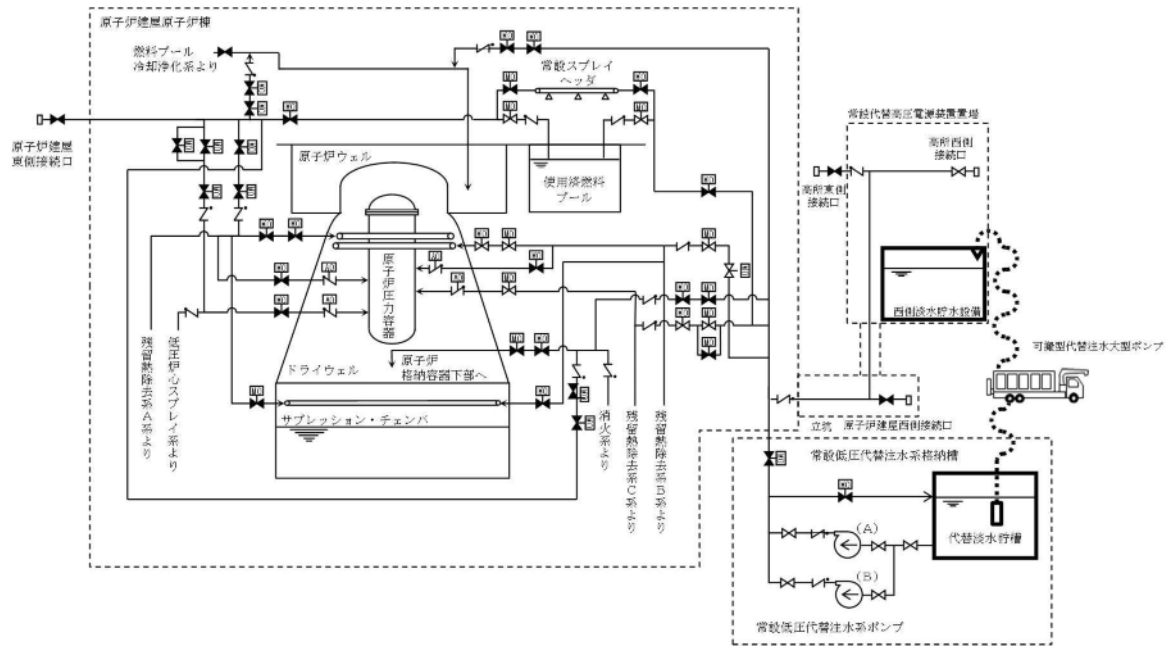 原子炉建屋原子炉棟
燃料プール
冷却浄化系より
常設スプレイ
ヘッダ
原子炉建屋
東側接続口
原子炉ウェル
使用済燃料
プール
常設代替高圧電源装置置場
高所西側
接続口
高所東側
接続口
原子炉圧力容器
西側淡水貯水設備
可搬型代替注水大型ポンプ
ドライウェル
原子炉
格納容器下部へ
サプレッション・チェンバ
残留熱除去系A系より
低圧炉心スプレイ系より
消火系より
残留熱除去系C系より
残留熱除去系B系より
立坑
原子炉建屋西側接続口
常設低圧代替注水系格納槽
(A)
代替淡水貯槽
(B)
常設低圧代替注水系ポンプ